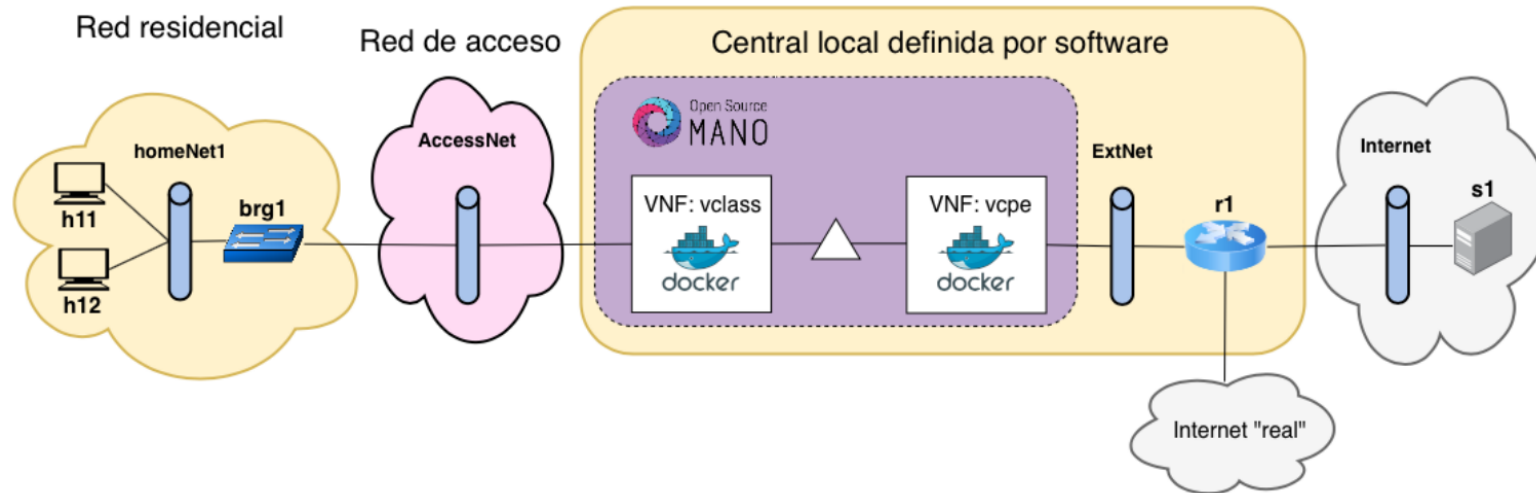 Red residencial
Red de acceso
Central local definida por software
Open Source
MANO
homeNet1
AccessNet
ExtNet
Internet
h11
brg1
VNF: vclass
VNF: vcpe
r1
s1
docker
docker
h12
Internet "real"